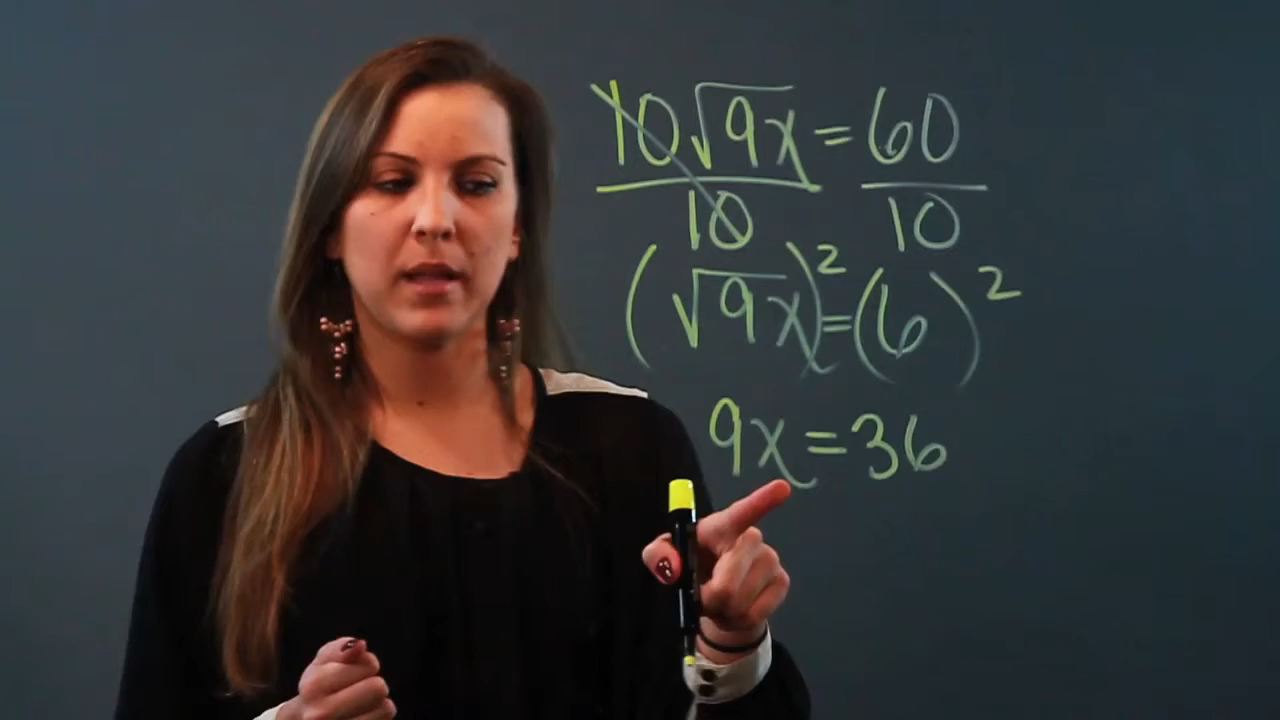 10√9x = 60
10 10
(√9x)² = (6)²
9x = 36